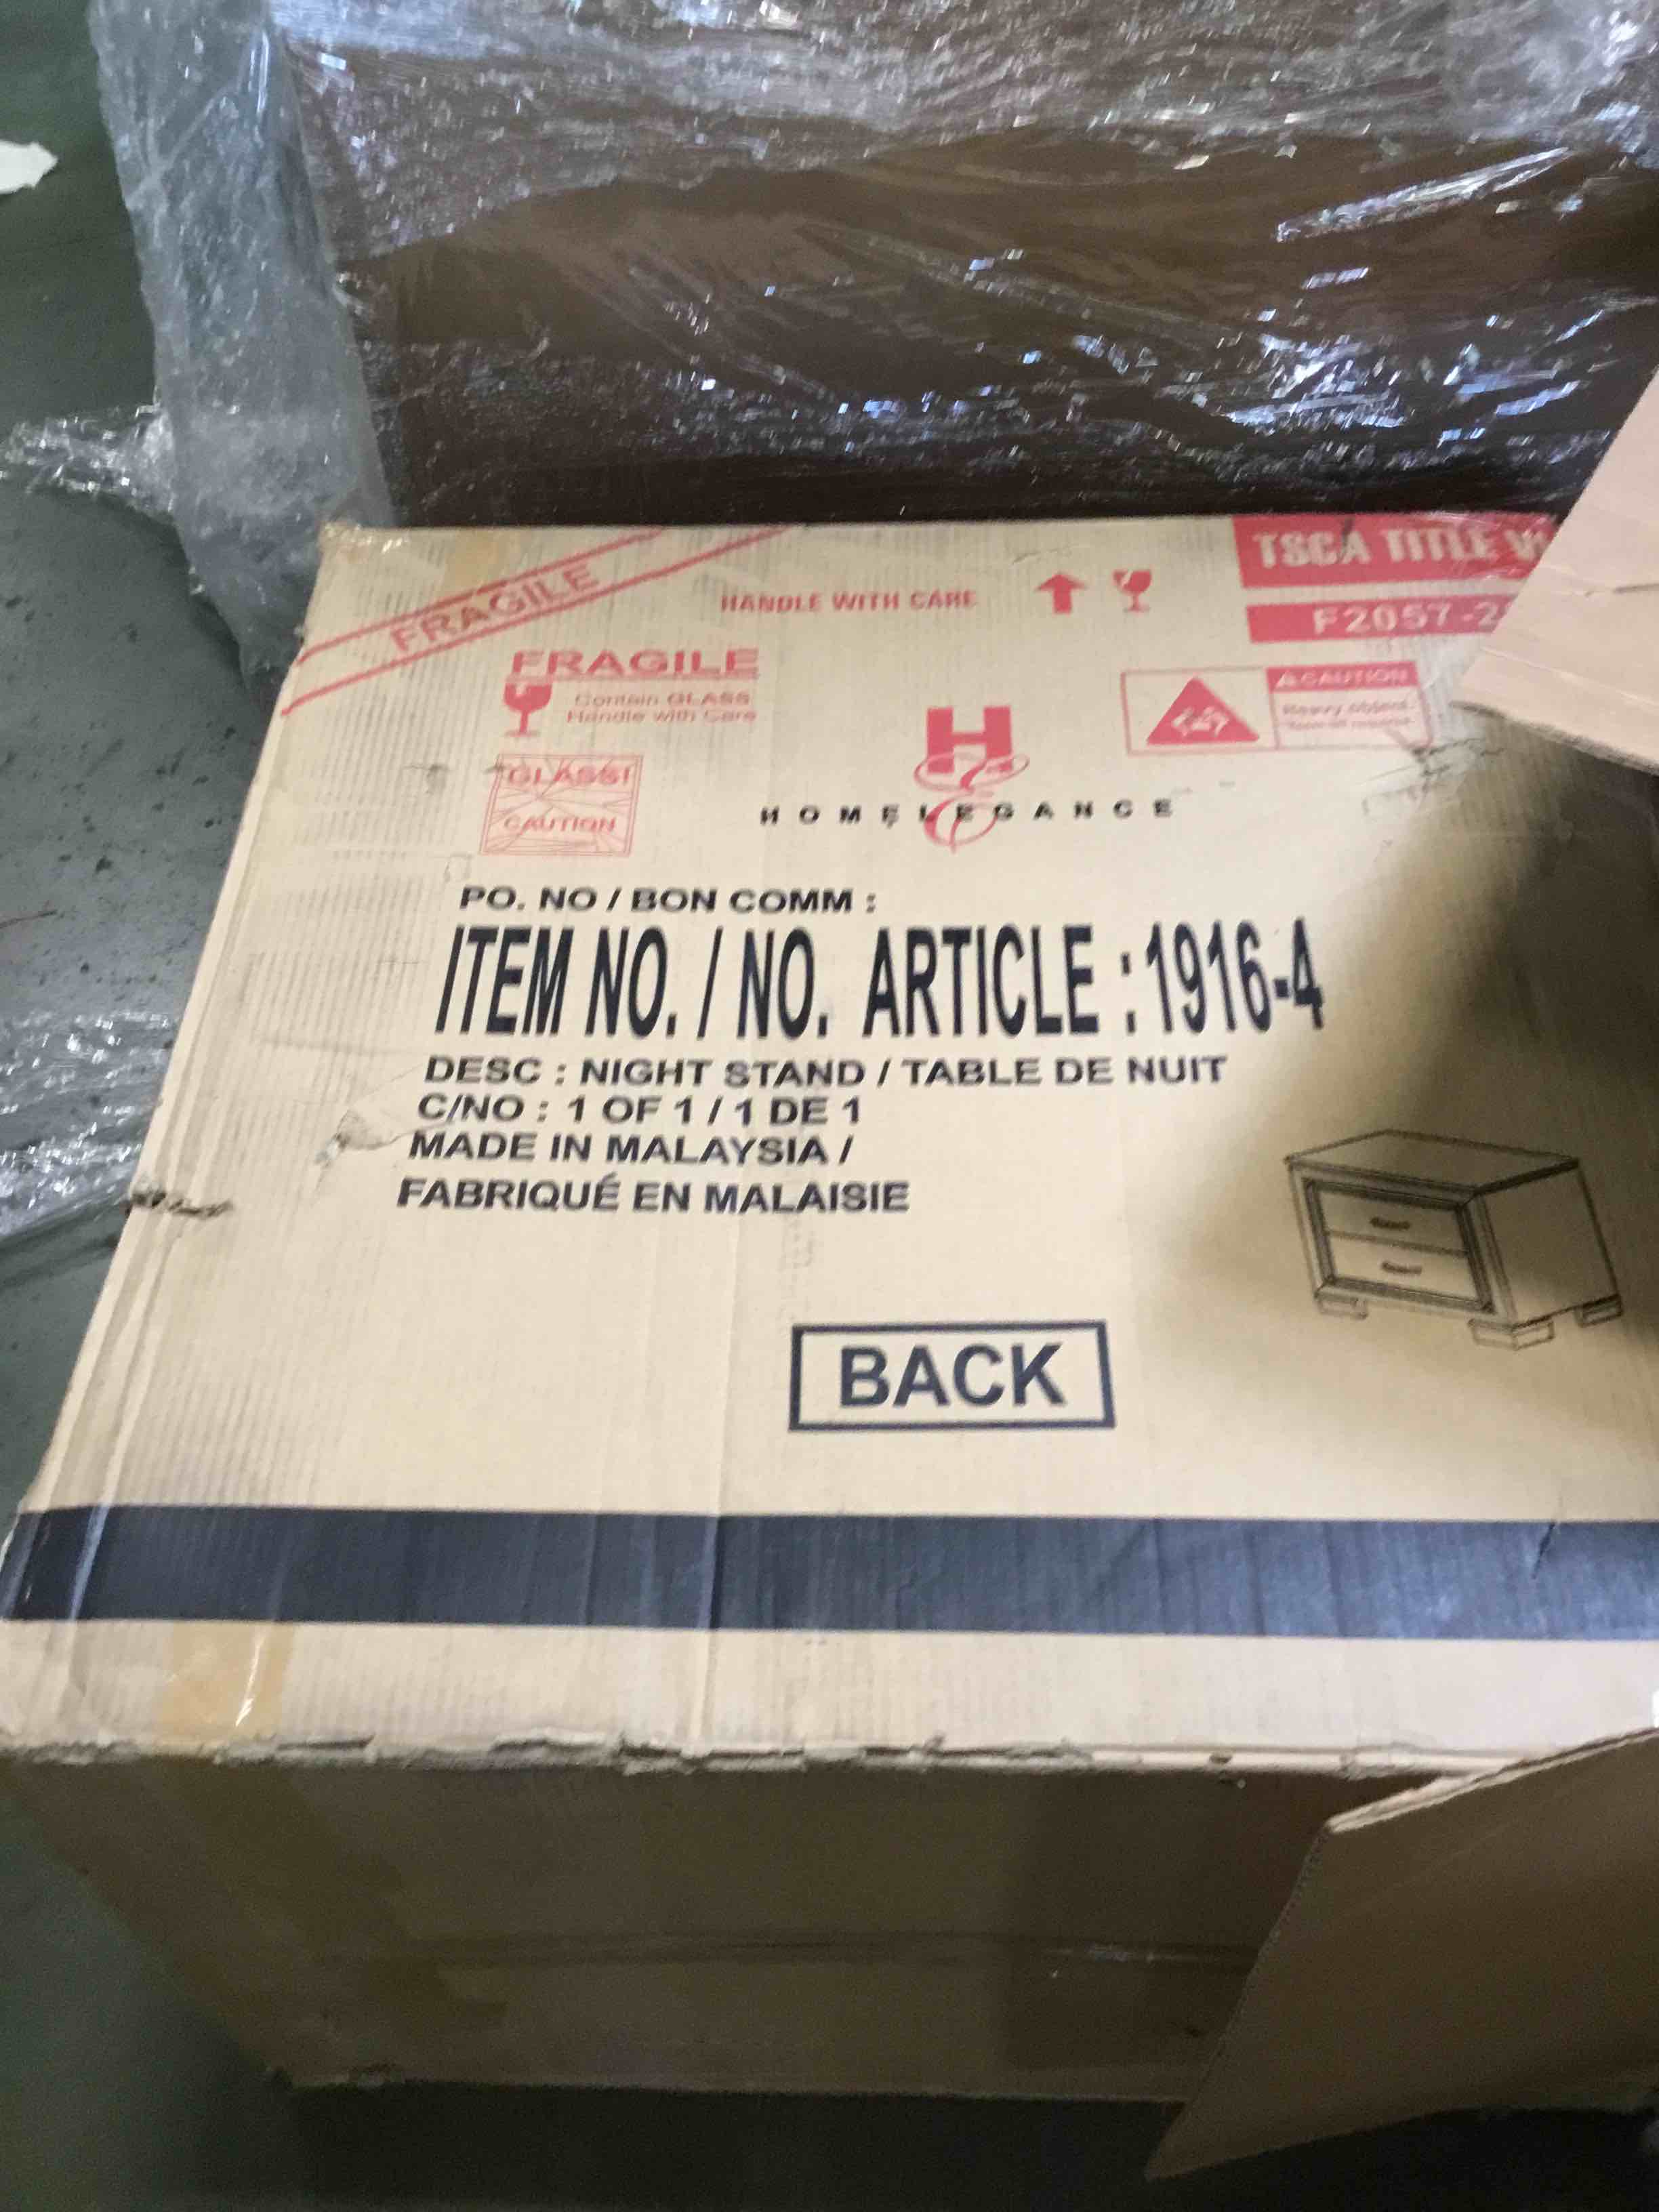 FRAGILE
HANDLE WITH CARE
TSCA TITLE
F2057-2
FRAGILE
Contain GLASS
Handle with Care
CAUTION
Heavy object.
GLASS!
CAUTION
HOMELEGANCE
PO. NO / BON COMM :
ITEM NO. / NO. ARTICLE : 1916-4
DESC : NIGHT STAND / TABLE DE NUIT
C/NO : 1 OF 1 / 1 DE 1
MADE IN MALAYSIA /
FABRIQUÉ EN MALAISIE
BACK